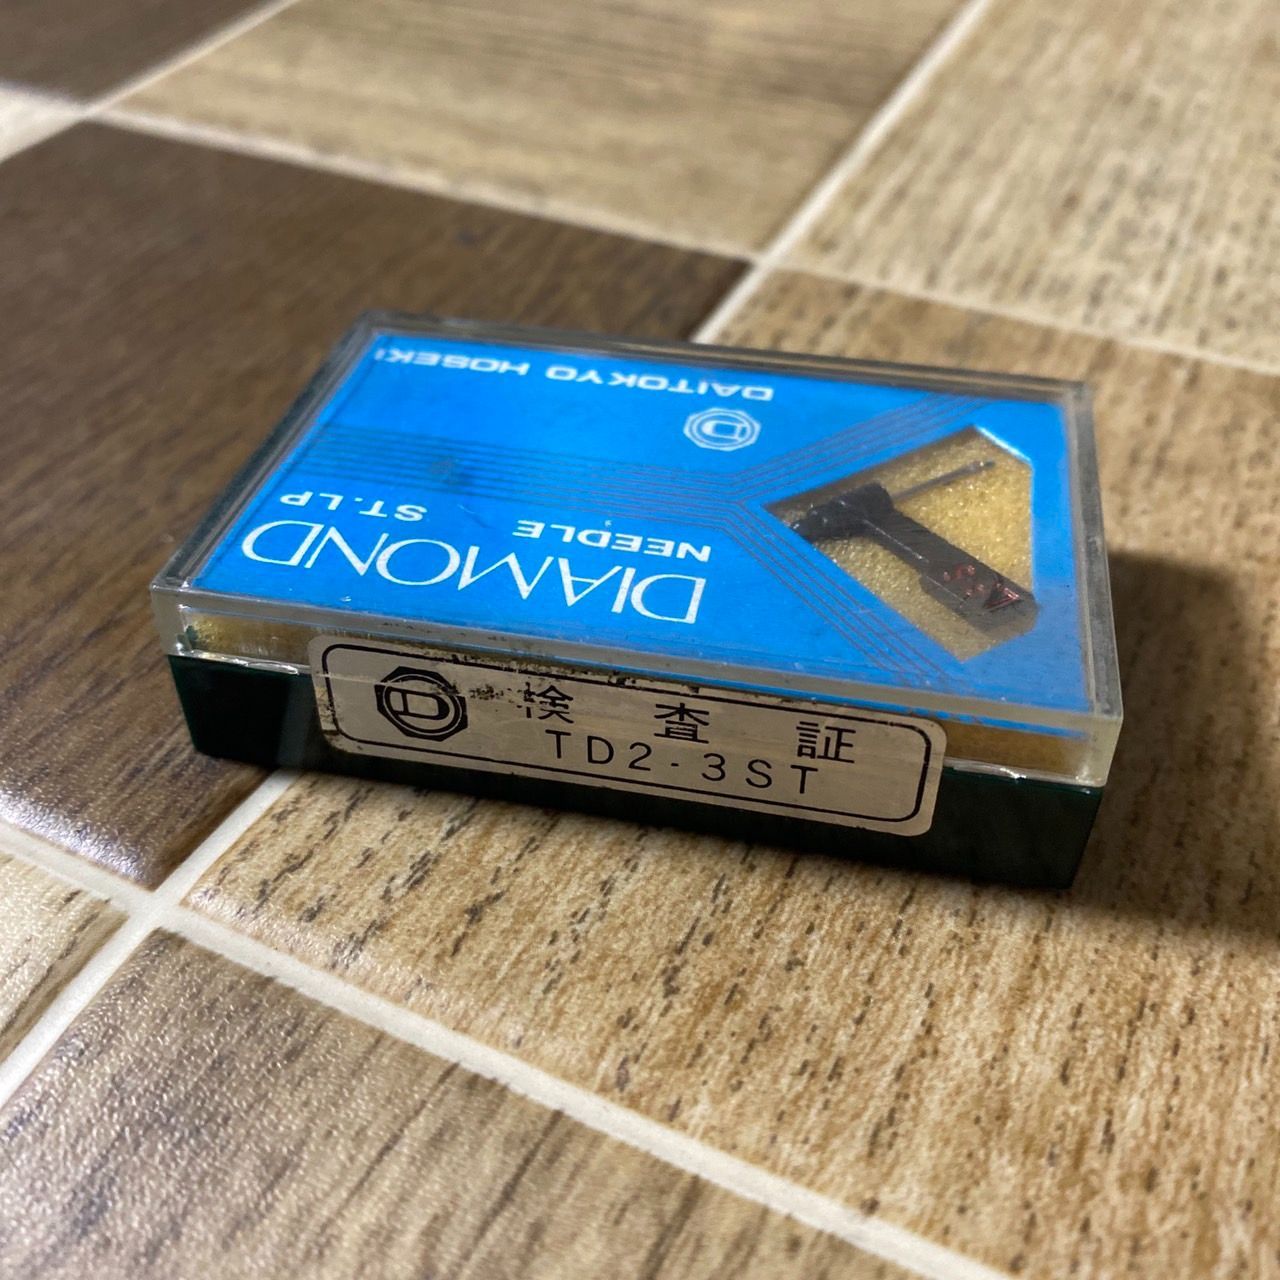 DIAMOND
NEEDLE ST.LP
D
DAITOKYO HOSEKI
D 検査証
TD2・3ST